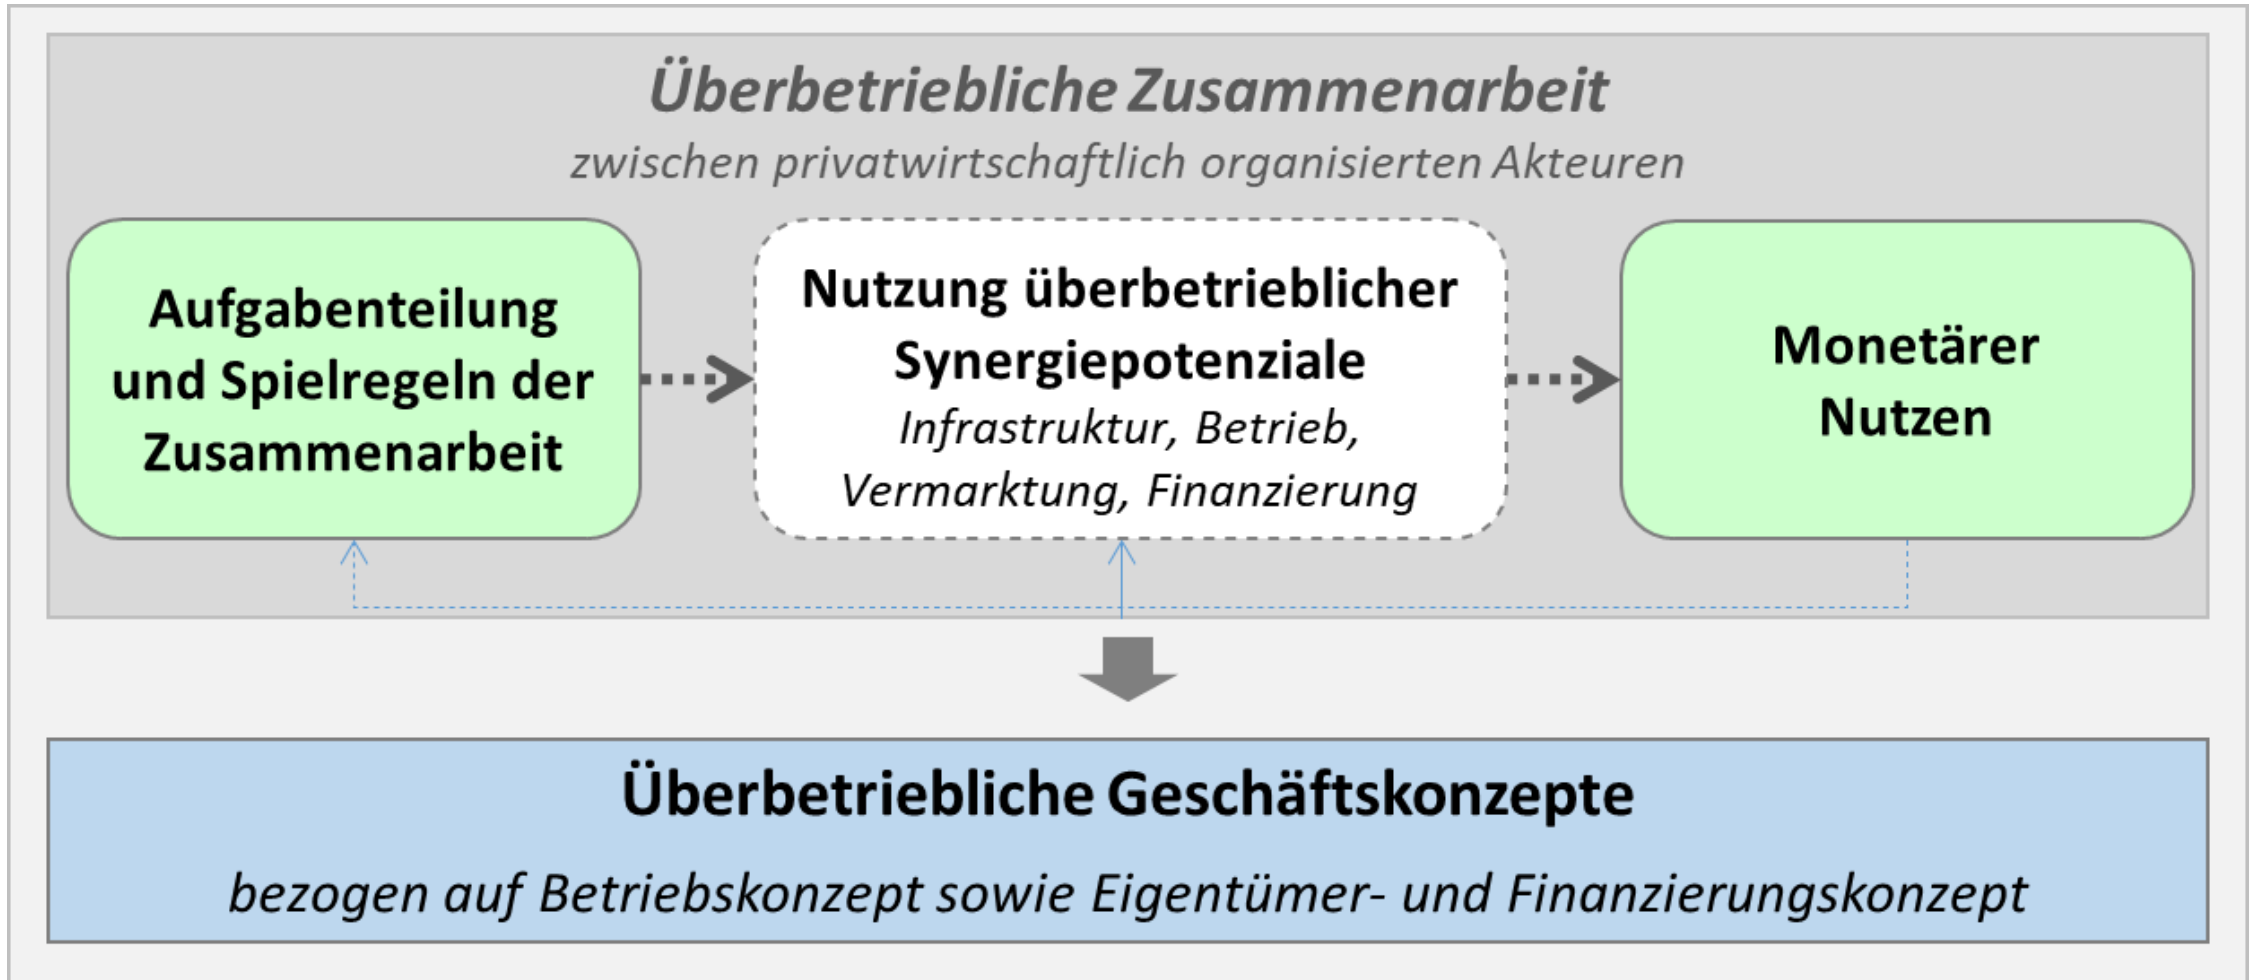 Überbetriebliche Zusammenarbeit
zwischen privatwirtschaftlich organisierten Akteuren
Aufgabenteilung
und Spielregeln der
Zusammenarbeit
Nutzung überbetrieblicher
Synergiepotenziale
Infrastruktur, Betrieb,
Vermarktung, Finanzierung
Monetärer
Nutzen
Überbetriebliche Geschäftskonzepte
bezogen auf Betriebskonzept sowie Eigentümer- und Finanzierungskonzept